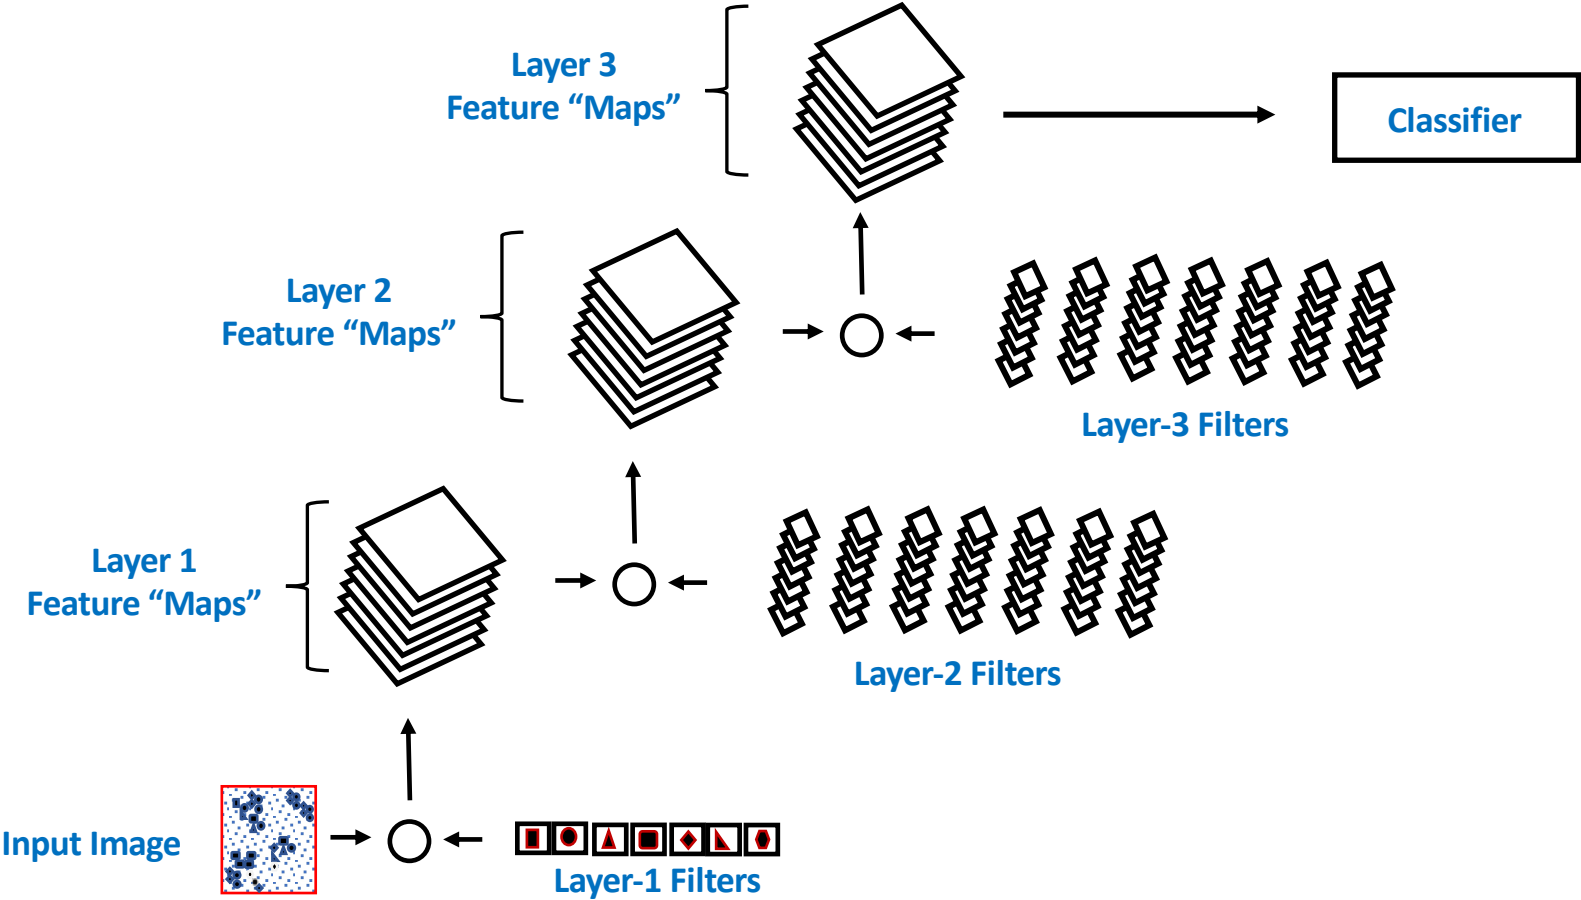 Layer 3
Feature “Maps”
Classifier
Layer 2
Feature “Maps”
Layer-3 Filters
Layer 1
Feature “Maps”
Layer-2 Filters
Input Image
Layer-1 Filters